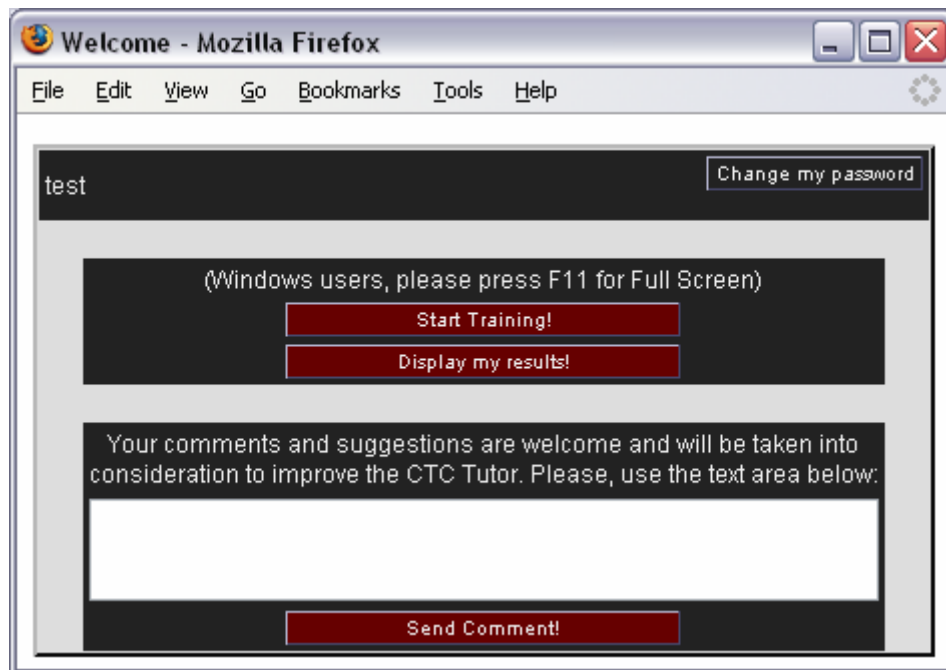 Welcome - Mozilla Firefox
File Edit View Go Bookmarks Tools Help
test
Change my password
(Windows users, please press F11 for Full Screen)
Start Training!
Display my results!
Your comments and suggestions are welcome and will be taken into
consideration to improve the CTC Tutor. Please, use the text area below:
Send Comment!